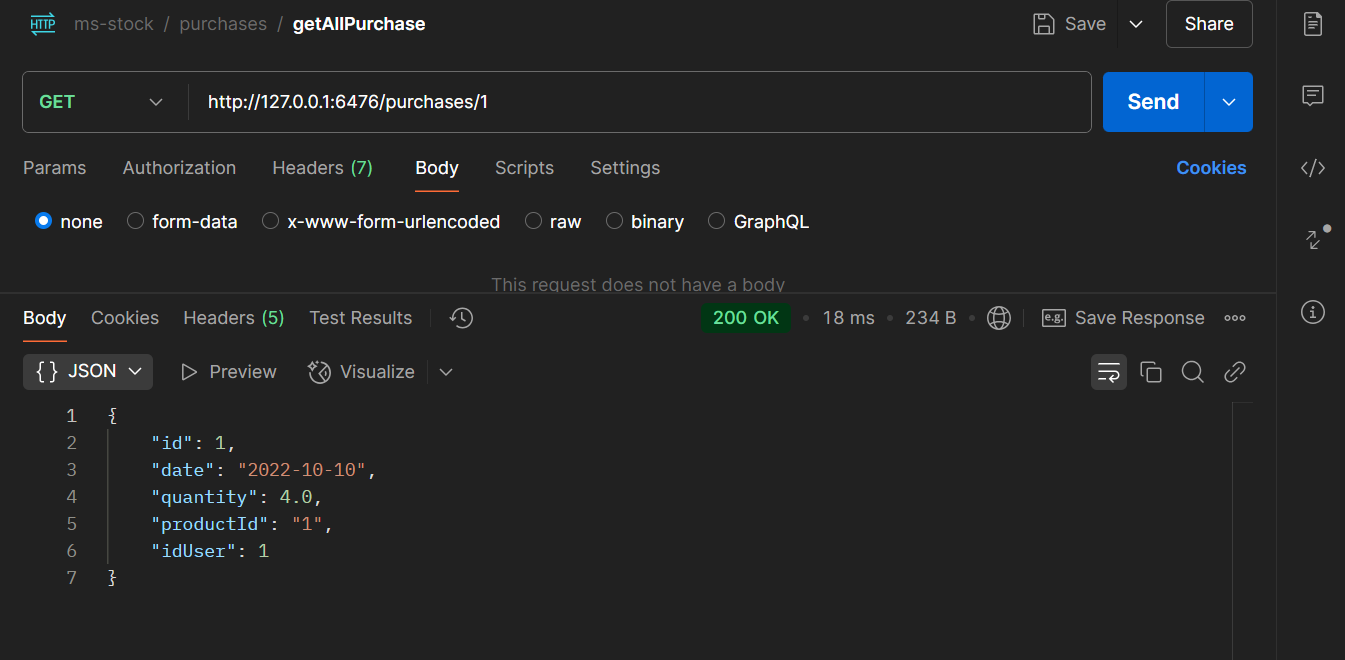 HTTP ms-stock / purchases / getAllPurchase Save Share
GET http://127.0.0.1:6476/purchases/1 Send
Params Authorization Headers (7) Body Scripts Settings Cookies
none form-data x-www-form-urlencoded raw binary GraphQL
This request does not have a body
Body Cookies Headers (5) Test Results 200 OK • 18 ms • 234 B • e.g. Save Response
{} JSON Preview Visualize
1 {
2 "id": 1,
3 "date": "2022-10-10",
4 "quantity": 4.0,
5 "productId": "1",
6 "idUser": 1
7 }